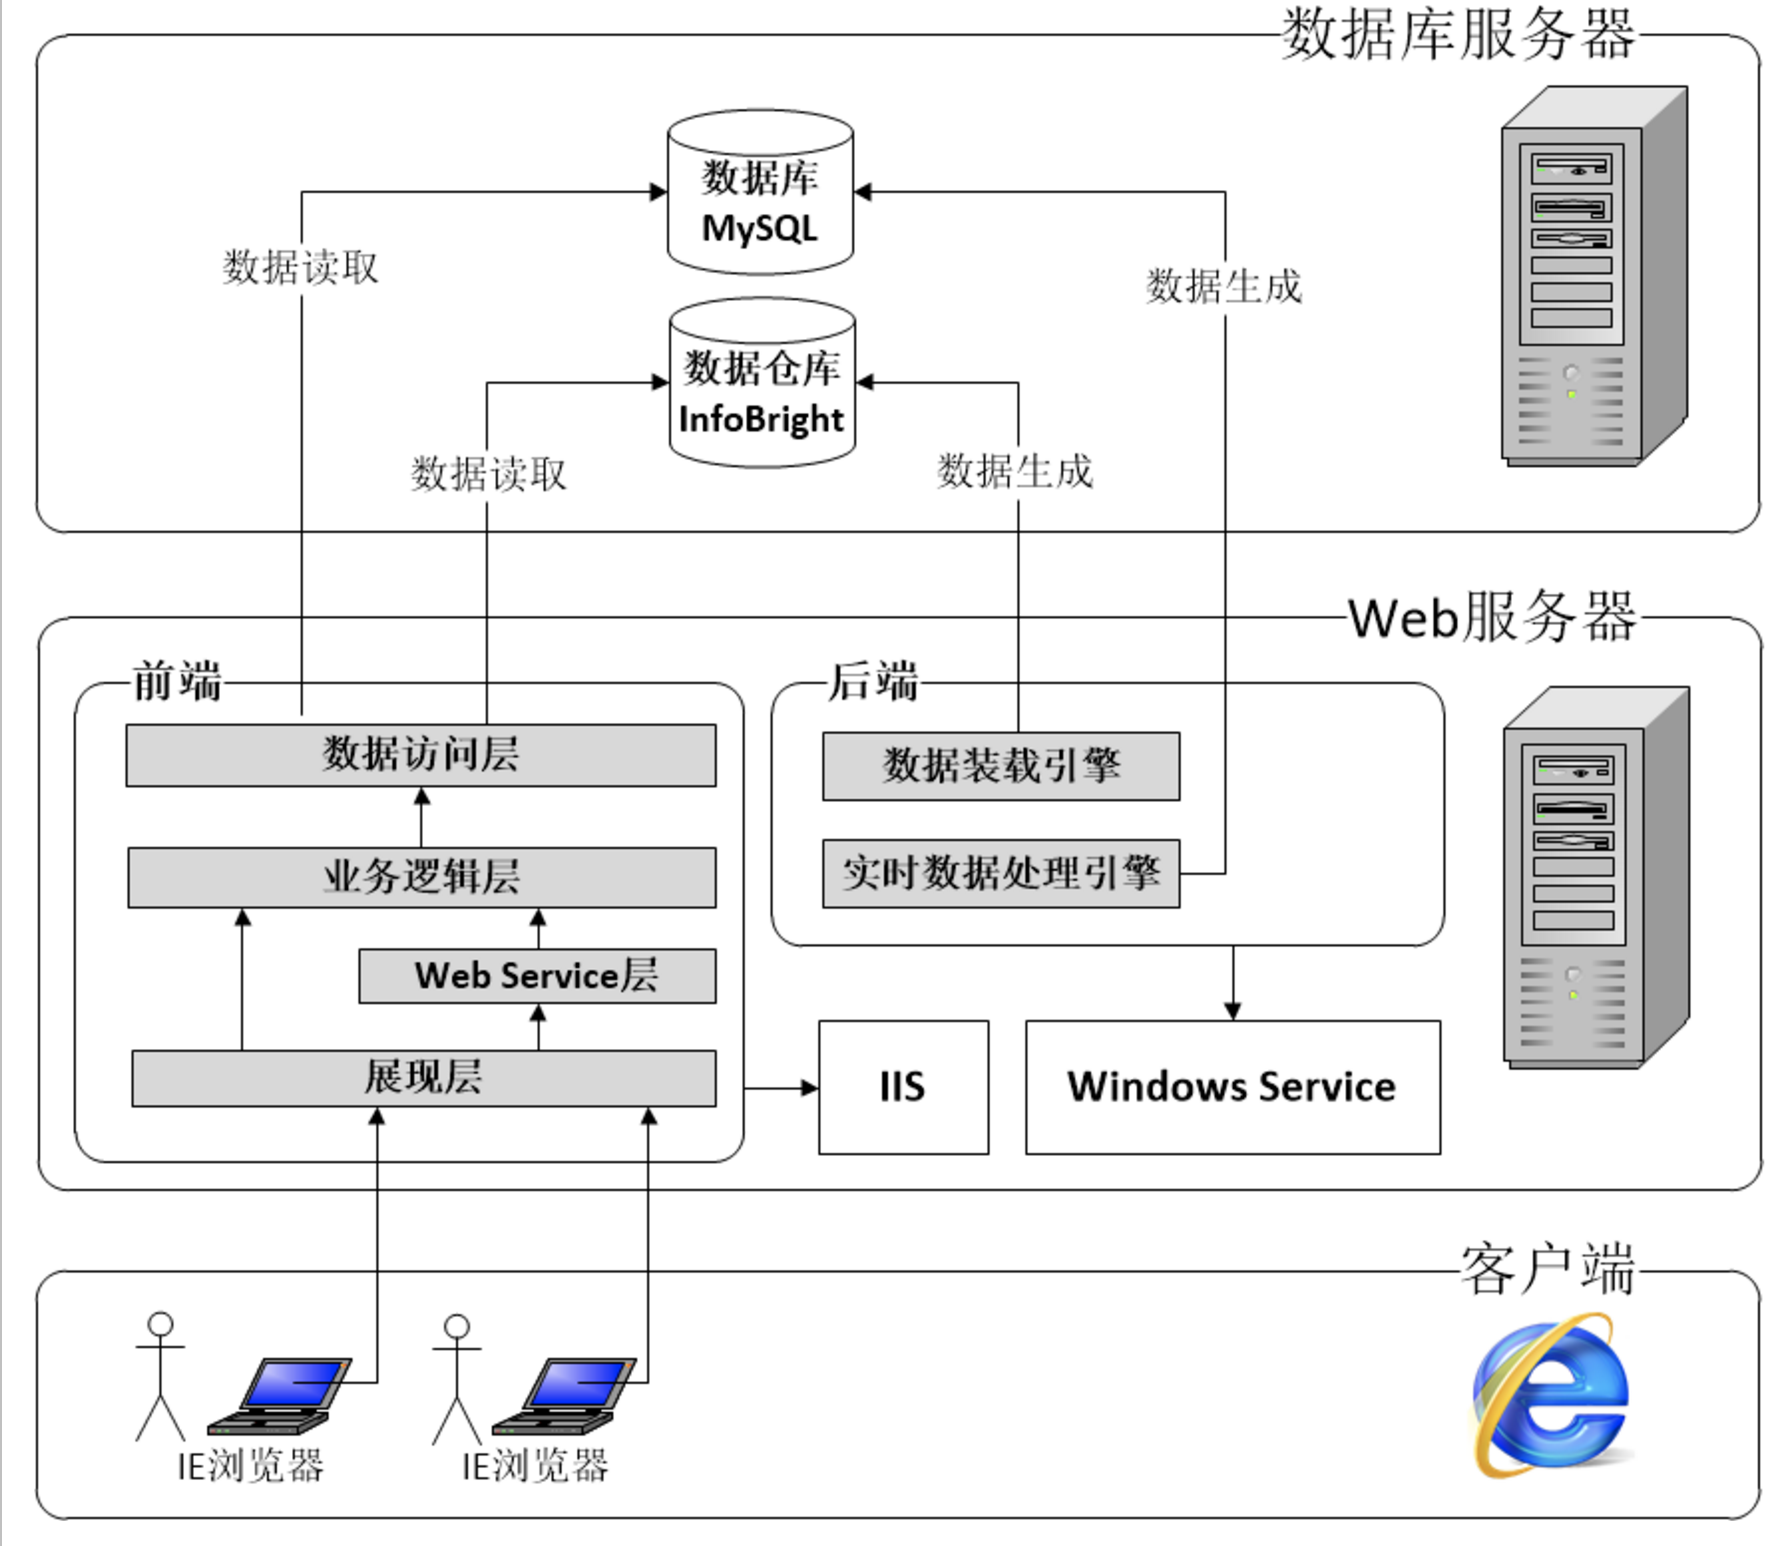 数据库服务器
数据库
MySQL
数据读取
数据生成
数据仓库
InfoBright
数据读取
数据生成
Web服务器
前端
后端
数据访问层
数据装载引擎
业务逻辑层
实时数据处理引擎
Web Service层
展现层
IIS
Windows Service
客户端
IE浏览器
IE浏览器